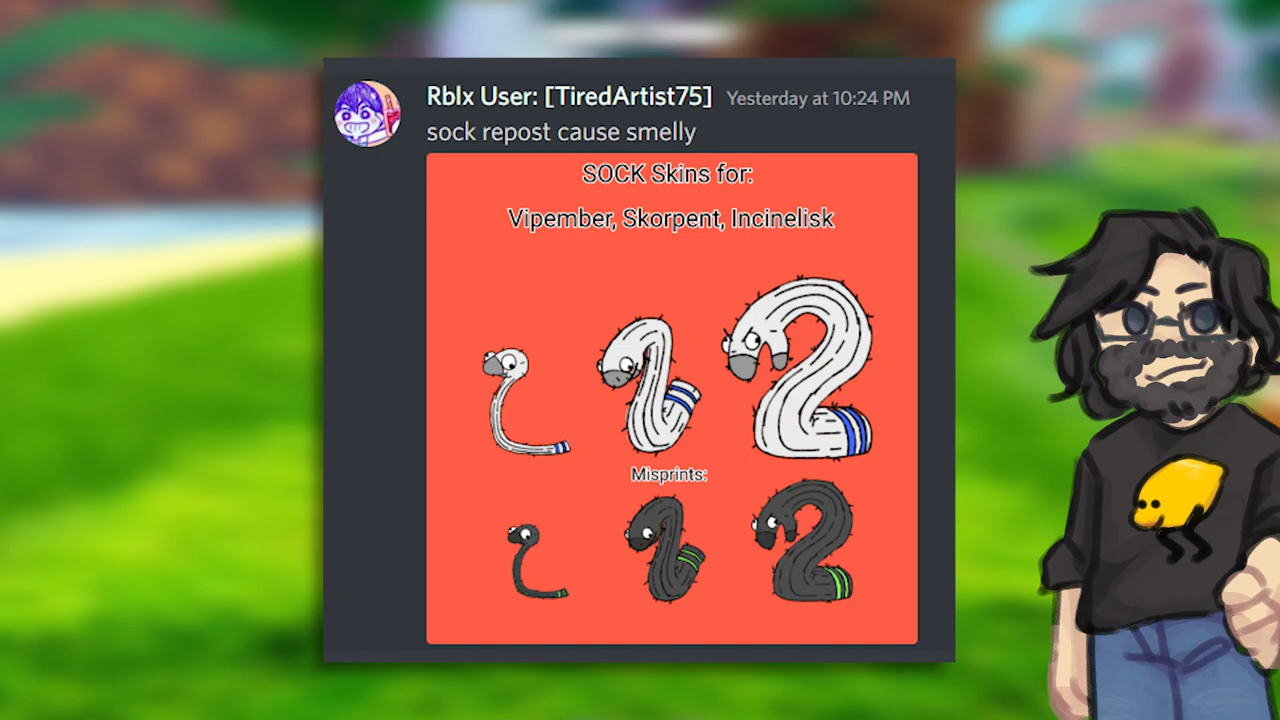 Rblx User: [TiredArtist75] Yesterday at 10:24 PM
sock repost cause smelly
SOCK Skins for:
Vipember, Skorpent, Incinelisk
Misprints: